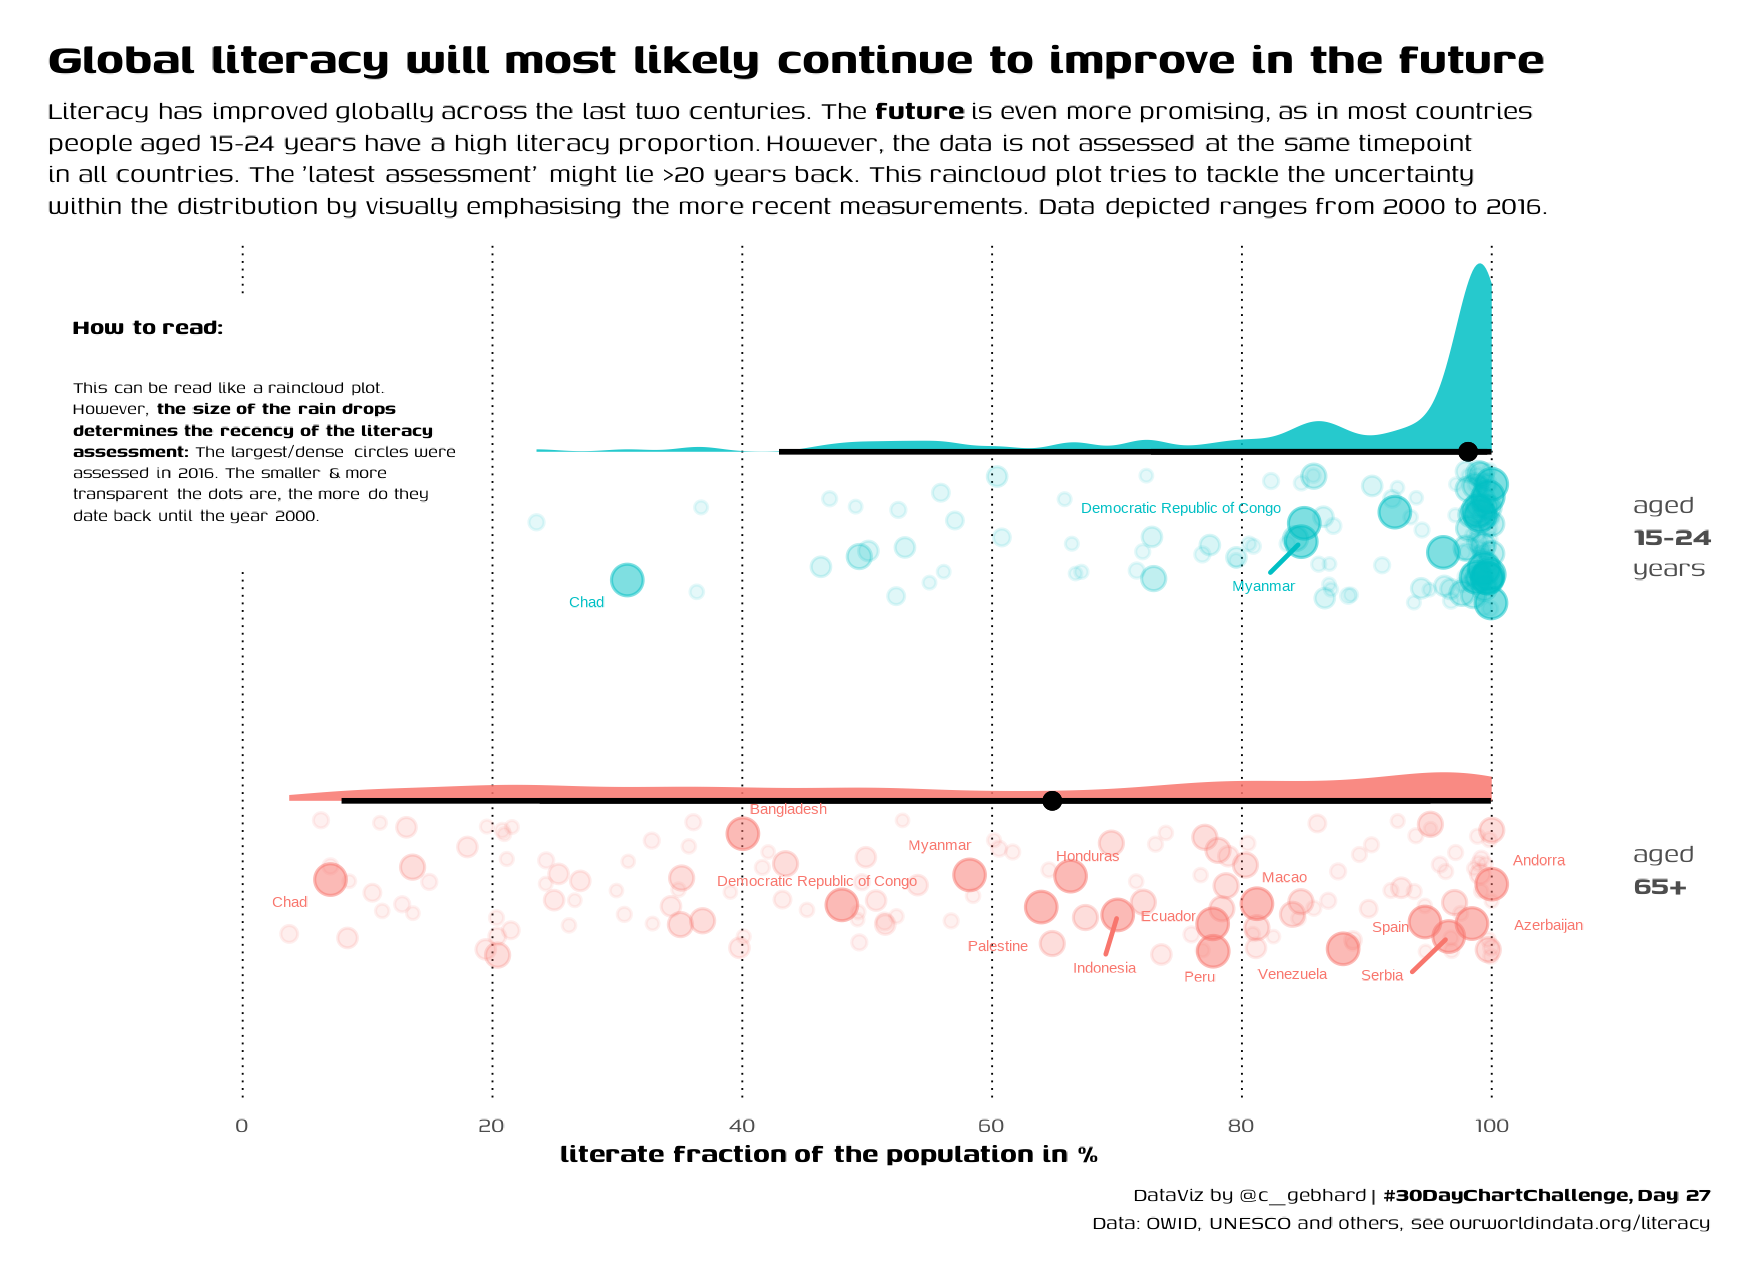 Global literacy will most likely continue to improve in the future
Literacy has improved globally across the last two centuries. The future is even more promising, as in most countries
people aged 15-24 years have a high literacy proportion. However, the data is not assessed at the same timepoint
in all countries. The 'latest assessment' might lie >20 years back. This raincloud plot tries to tackle the uncertainty
within the distribution by visually emphasising the more recent measurements. Data depicted ranges from 2000 to 2016.
How to read:
This can be read like a raincloud plot.
However, the size of the rain drops
determines the recency of the literacy
assessment: The largest/dense circles were
assessed in 2016. The smaller & more
transparent the dots are, the more do they
date back until the year 2000.
Democratic Republic of Congo
Myanmar
Chad
aged
15-24
years
Bangladesh
Myanmar
Honduras
Andorra
Macao
Democratic Republic of Congo
Chad
Ecuador
Spain
Azerbaijan
Palestine
Indonesia
Peru
Venezuela
Serbia
aged
65+
0 20 40 60 80 100
literate fraction of the population in %
DataViz by @c_gebhard | #30DayChartChallenge, Day 27
Data: OWID, UNESCO and others, see ourworldindata.org/literacy